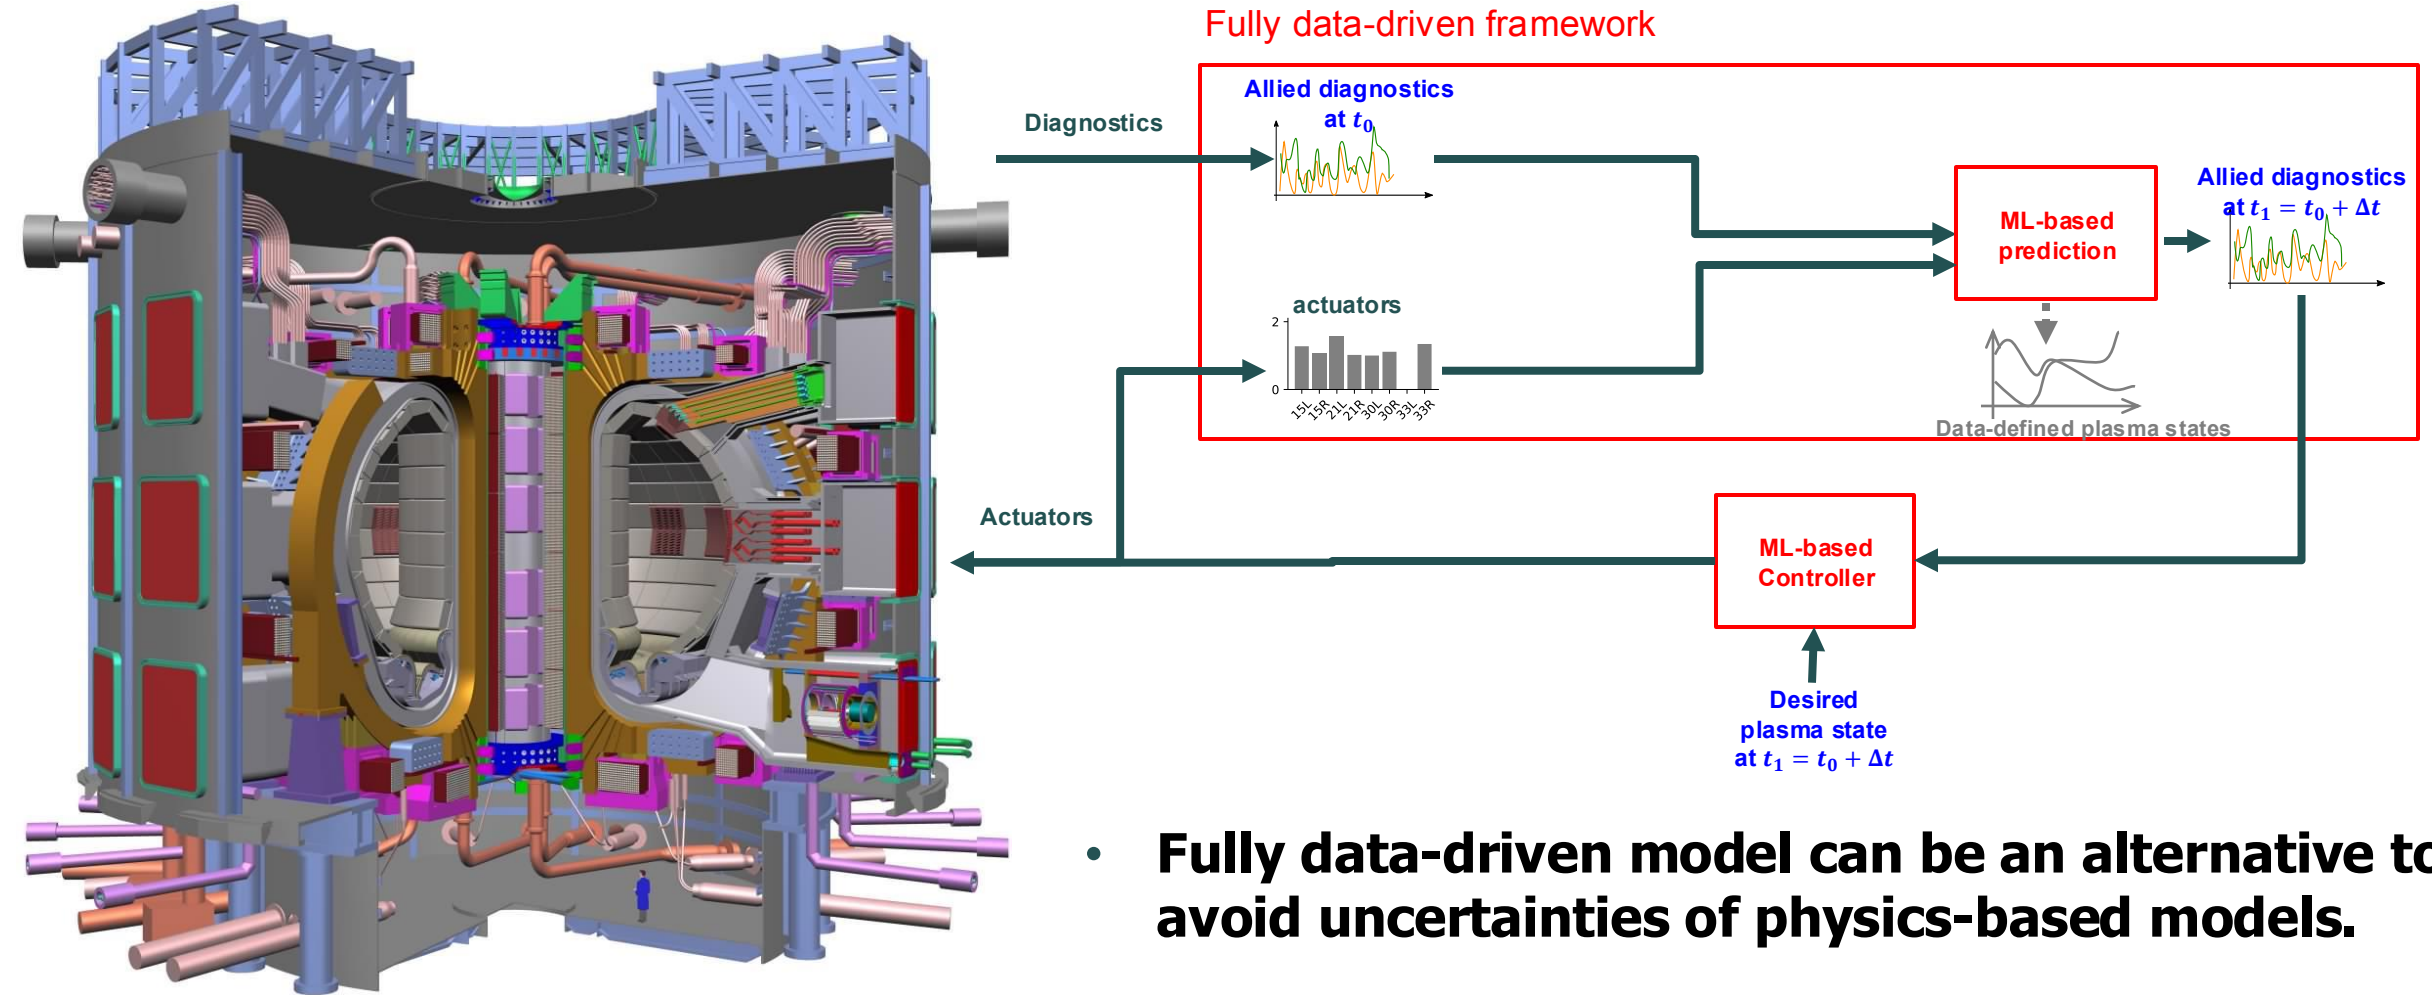 Fully data-driven framework
Diagnostics
Allied diagnostics
at t₀
actuators
2
0
15L
15R
21L
21R
30L
30R
33L
33R
ML-based
prediction
Allied diagnostics
at t₁ = t₀ + Δt
Data-defined plasma states
Actuators
ML-based
Controller
Desired
plasma state
at t₁ = t₀ + Δt
• Fully data-driven model can be an alternative to
avoid uncertainties of physics-based models.